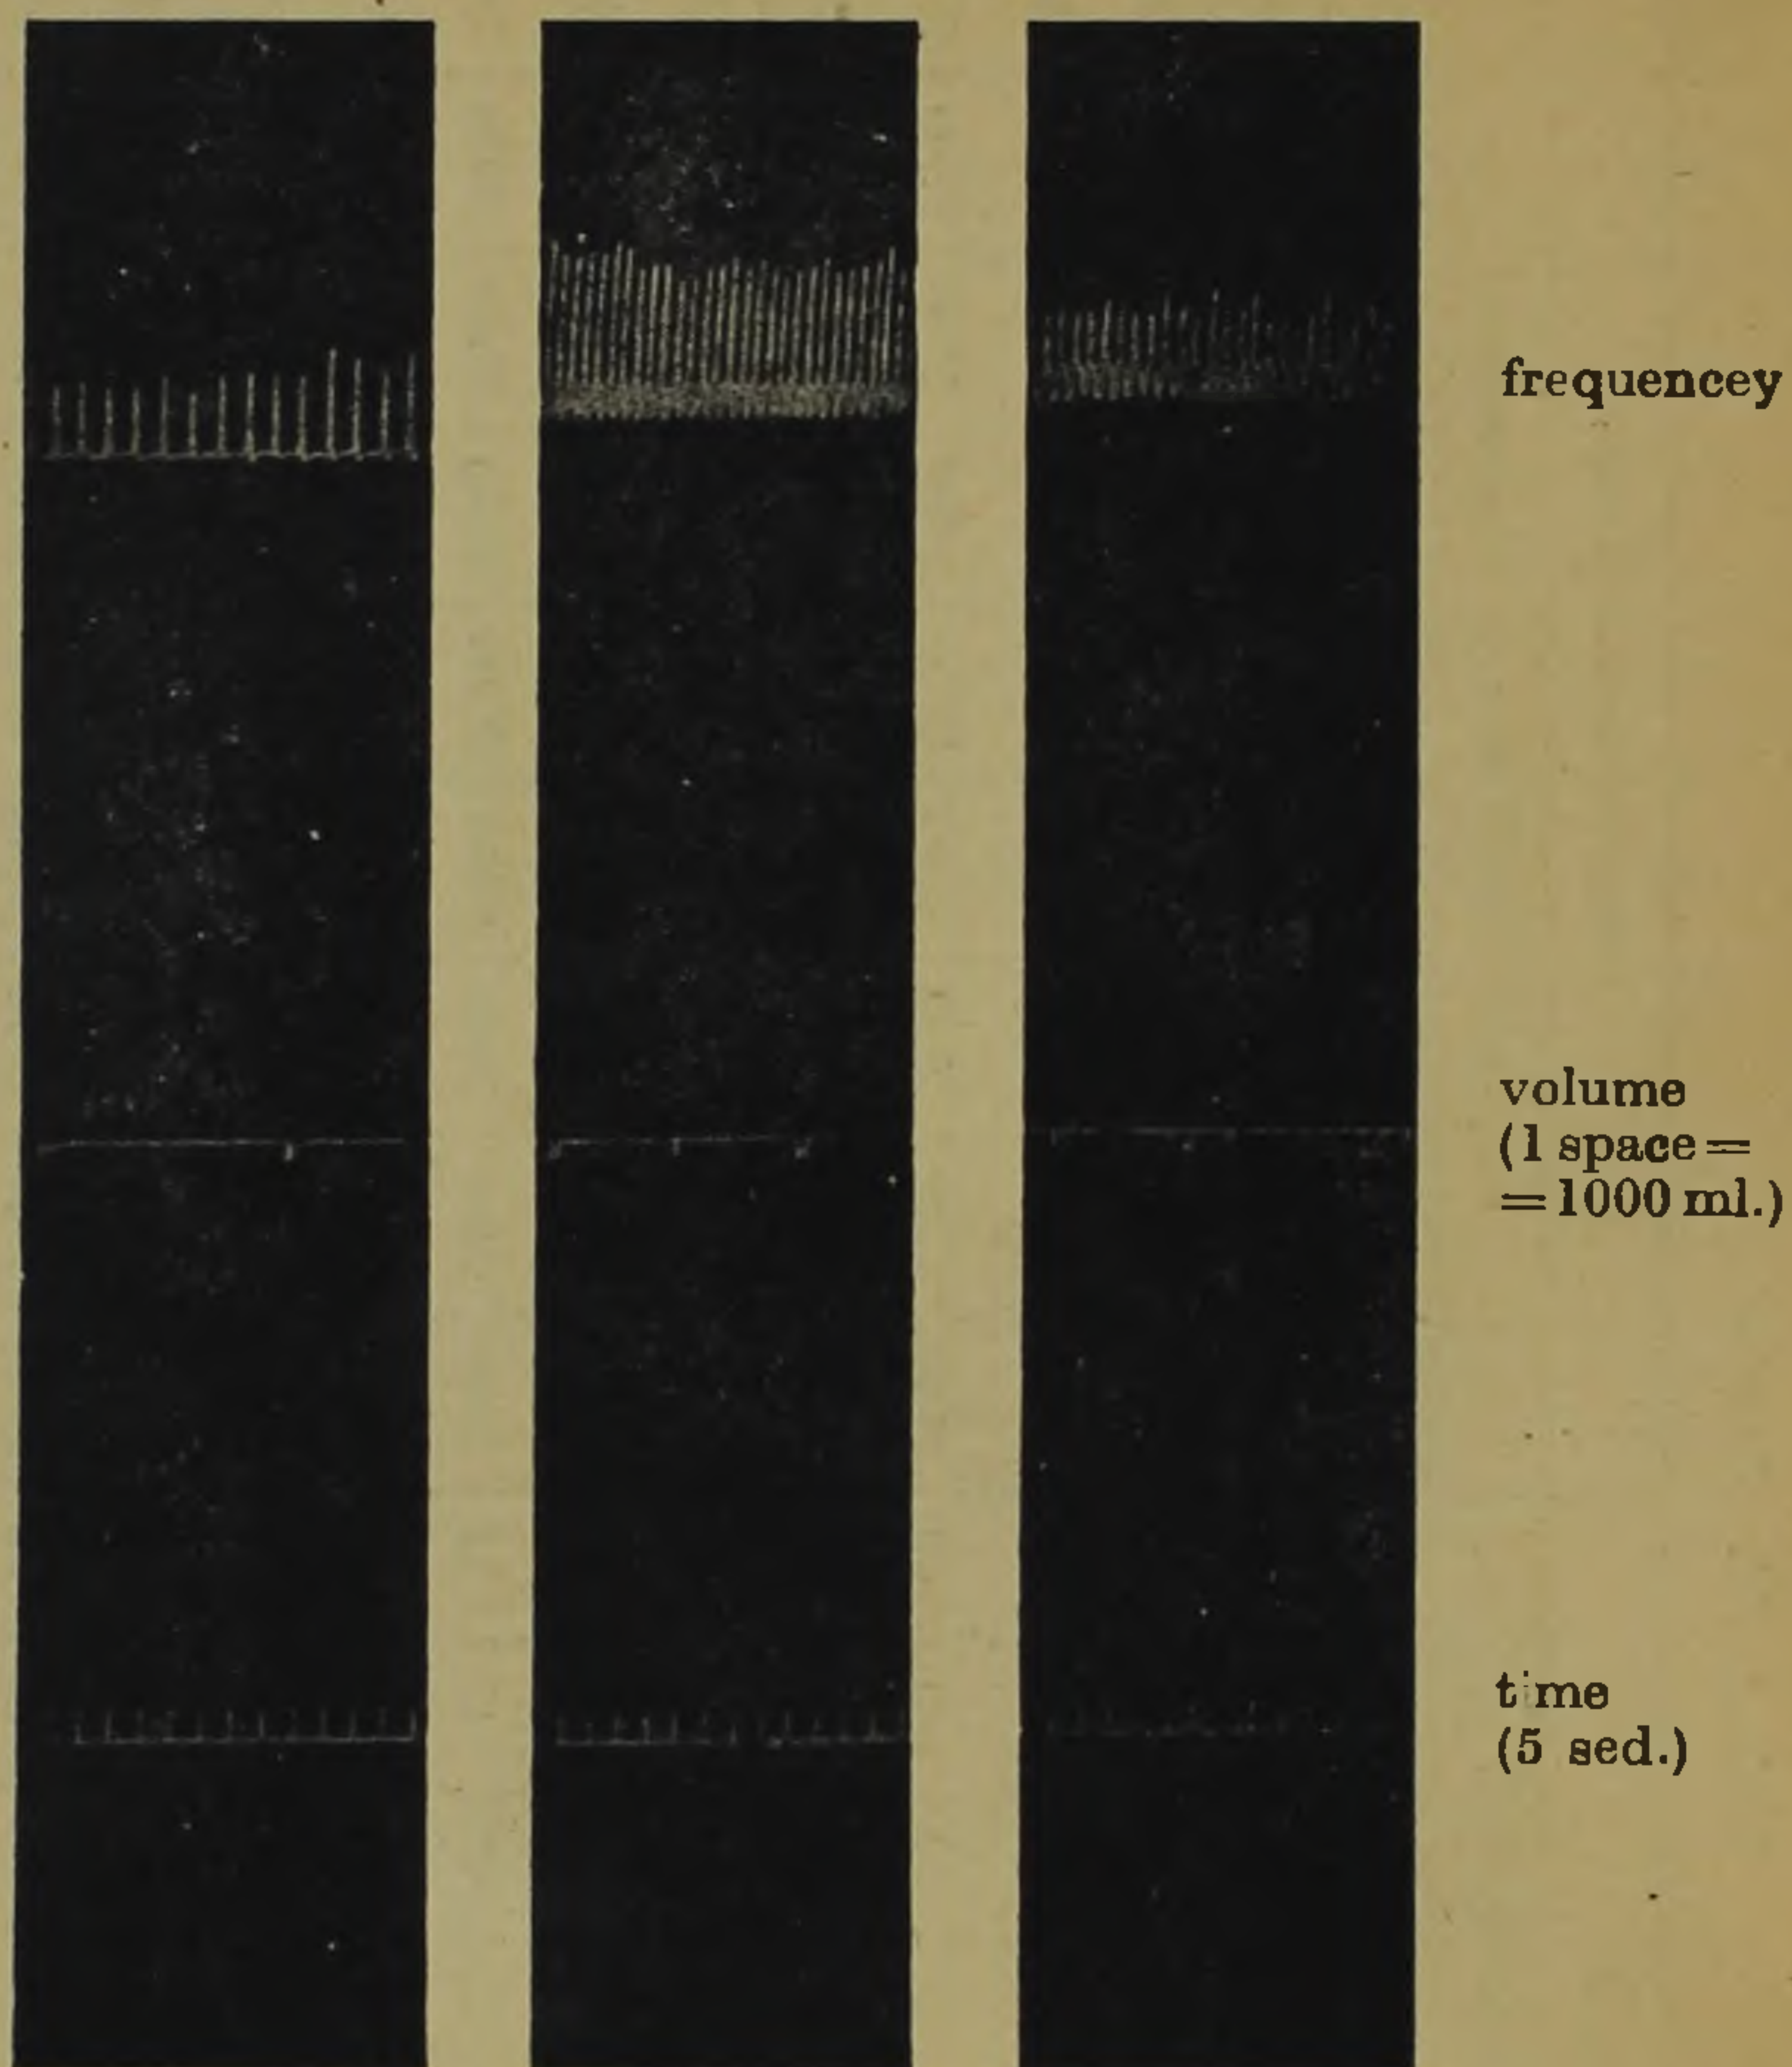 frequencey
volume
(1 space =
= 1000 ml.)
time
(5 sed.)